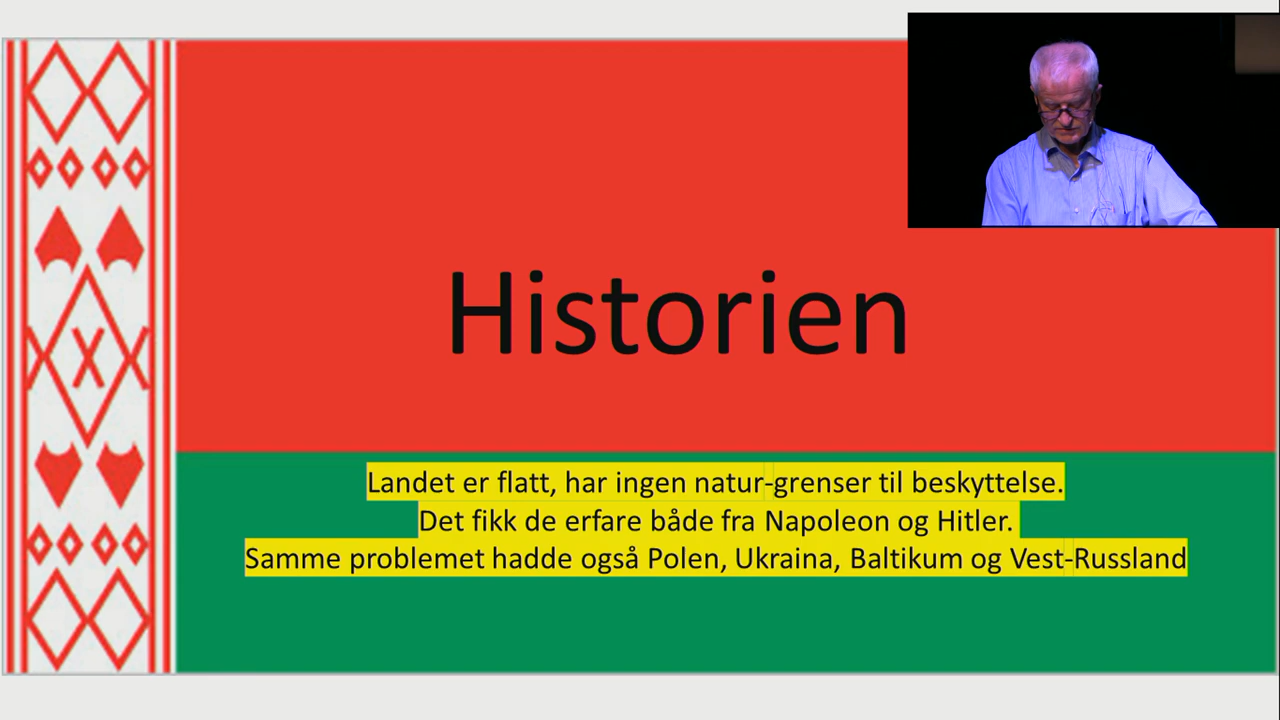 Historien
Landet er flatt, har ingen natur-grenser til beskyttelse.
Det fikk de erfare både fra Napoleon og Hitler.
Samme problemet hadde også Polen, Ukraina, Baltikum og Vest-Russland